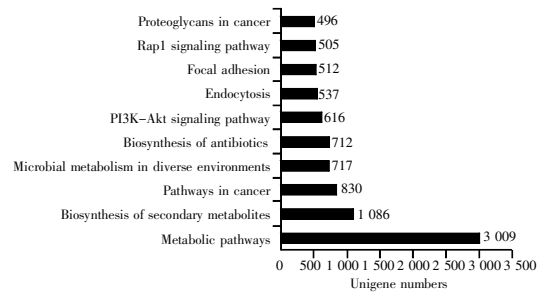 Proteoglycans in cancer 496
Rap1 signaling pathway 505
Focal adhesion 512
Endocytosis 537
PI3K-Akt signaling pathway 616
Biosynthesis of antibiotics 712
Microbial metabolism in diverse environments 717
Pathways in cancer 830
Biosynthesis of secondary metabolites 1 086
Metabolic pathways 3 009
0 500 1 000 1 500 2 000 2 500 3 000 3 500
Unigene numbers